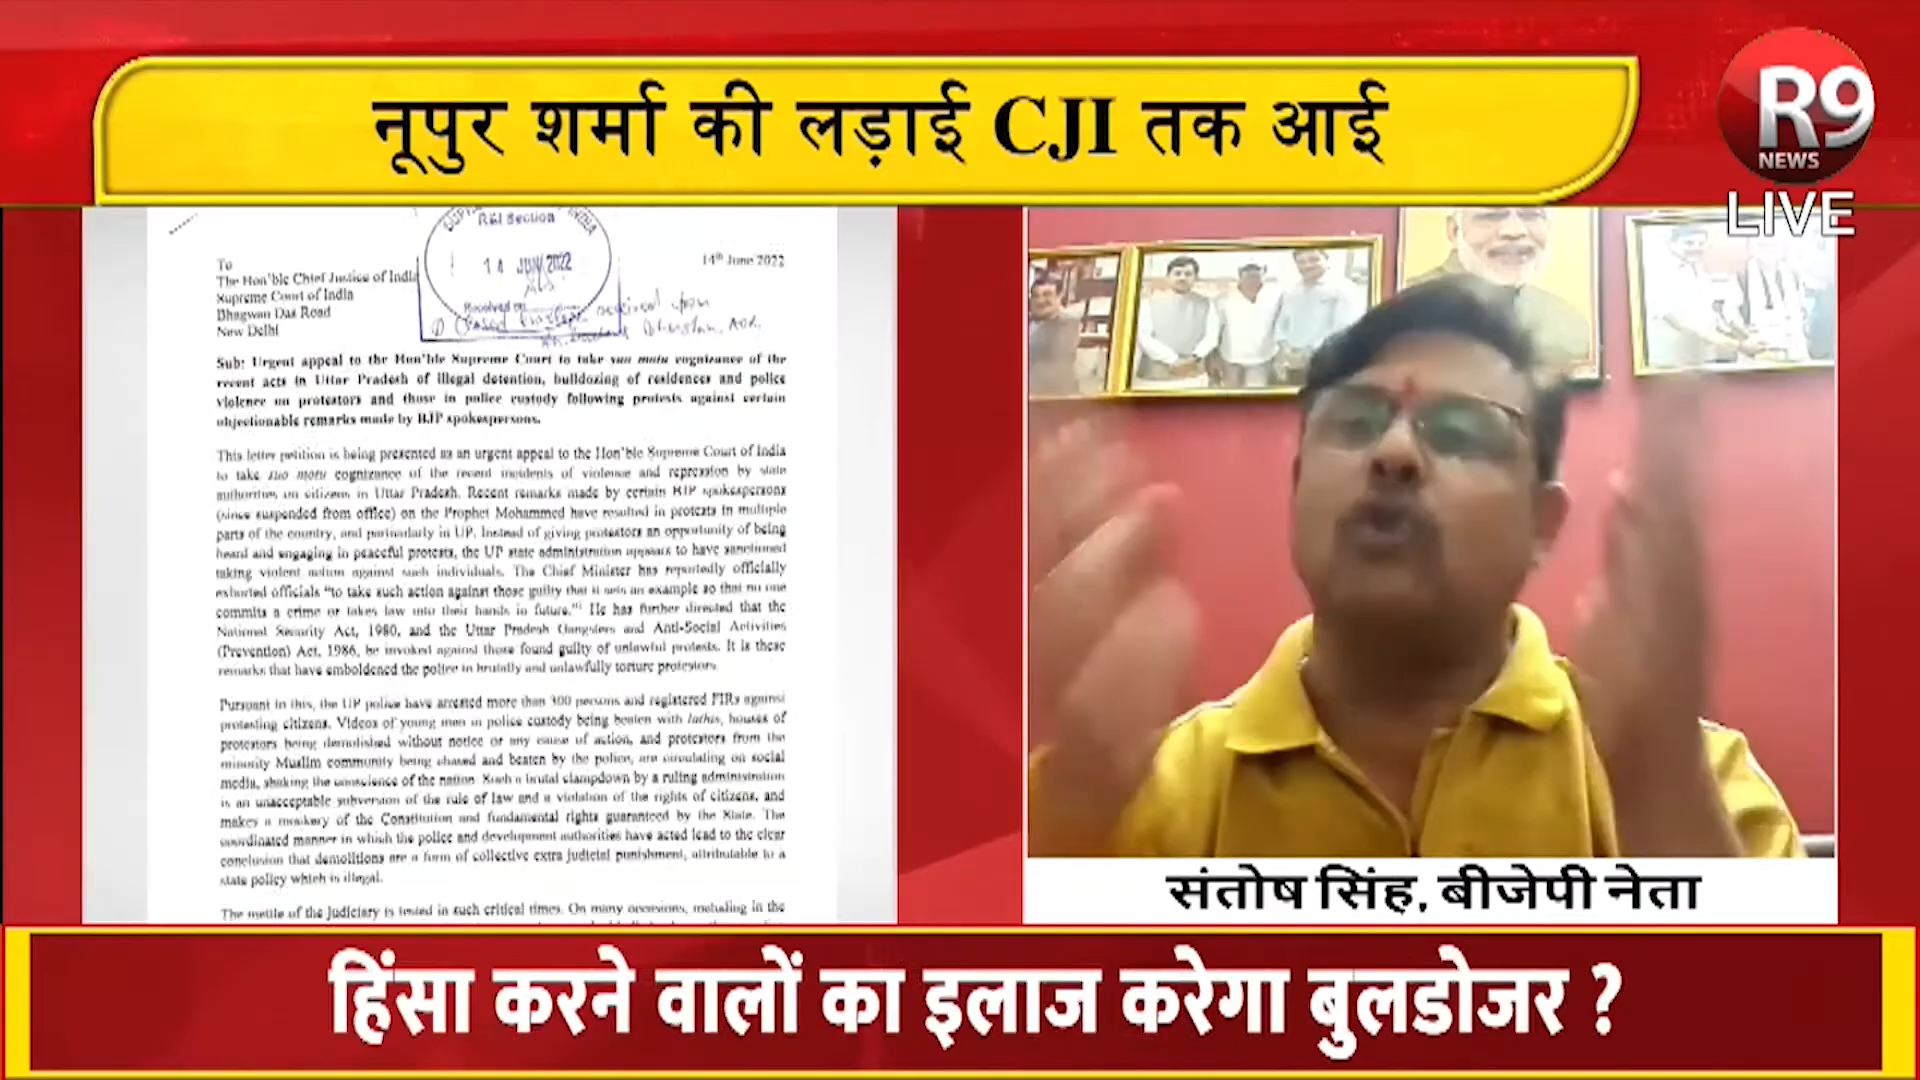 नूपुर शर्मा की लड़ाई CJI तक आई
R9
NEWS
LIVE
R&I Section
14 JUN 2022
Received on
To
14th June 2022
The Hon'ble Chief Justice of India
Supreme Court of India
Bhagwan Das Road
New Delhi
Sub: Urgent appeal to the Hon'ble Supreme Court to take suo motu cognizance of the
recent acts in Uttar Pradesh of illegal detention, bulldozing of residences and police
violence on protestors and those in police custody following protests against certain
objectionable remarks made by BJP spokespersons.
This letter petition is being presented as an urgent appeal to the Hon'ble Supreme Court of India
to take suo motu cognizance of the recent incidents of violence and repression by state
authorities on citizens in Uttar Pradesh. Recent remarks made by certain BJP spokespersons
(since suspended from office) on the Prophet Mohammed have resulted in protests in multiple
parts of the country, and particularly in UP. Instead of giving protestors an opportunity of being
heard and engaging in peaceful protests, the UP state administration appears to have sanctioned
taking violent action against such individuals. The Chief Minister has reportedly officially
exhorted officials "to take such action against those guilty that it sets an example so that no one
commits a crime or takes law into their hands in future." He has further directed that the
National Security Act, 1980, and the Uttar Pradesh Gangsters and Anti-Social Activities
(Prevention) Act, 1986, be invoked against those found guilty of unlawful protests. It is these
remarks that have emboldened the police to brutally and unlawfully torture protestors.
Pursuant to this, the UP police have arrested more than 300 persons and registered FIRs against
protesting citizens. Videos of young men in police custody being beaten with lathis, houses of
protestors being demolished without notice or any cause of action, and protestors from the
minority Muslim community being chased and beaten by the police, are circulating on social
media, shaking the conscience of the nation. Such a brutal clampdown by a ruling administration
is an unacceptable subversion of the rule of law and a violation of the rights of citizens, and
makes a mockery of the Constitution and fundamental rights guaranteed by the State. The
coordinated manner in which the police and development authorities have acted lead to the clear
conclusion that demolitions are a form of collective extra judicial punishment, attributable to a
state policy which is illegal.
The mettle of the judiciary is tested in such critical times. On many occasions, including in the
संतोष सिंह, बीजेपी नेता
हिंसा करने वालों का इलाज करेगा बुलडोजर ?